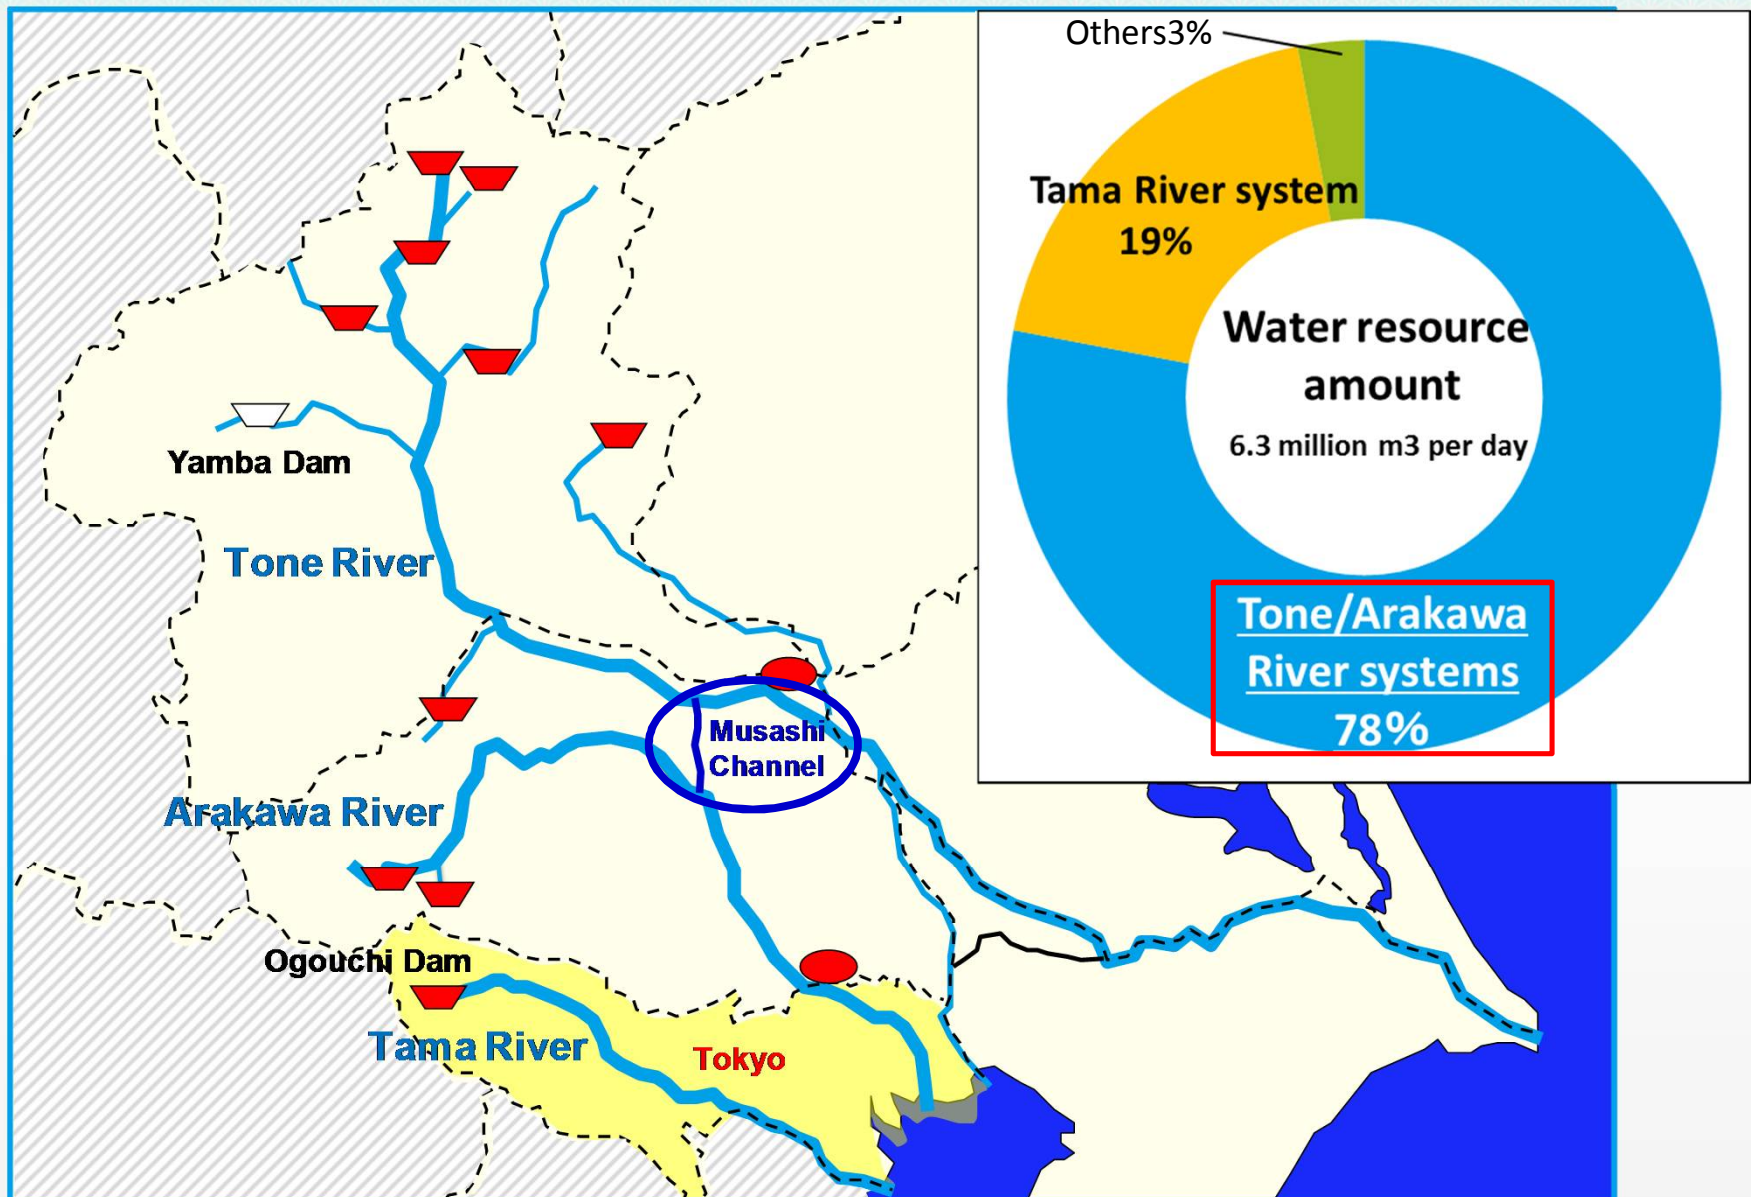 Others3%
Tama River system
19%
Water resource
amount
6.3 million m3 per day
Tone/Arakawa
River systems
78%
Yamba Dam
Tone River
Musashi
Channel
Arakawa River
Ogouchi Dam
Tama River
Tokyo